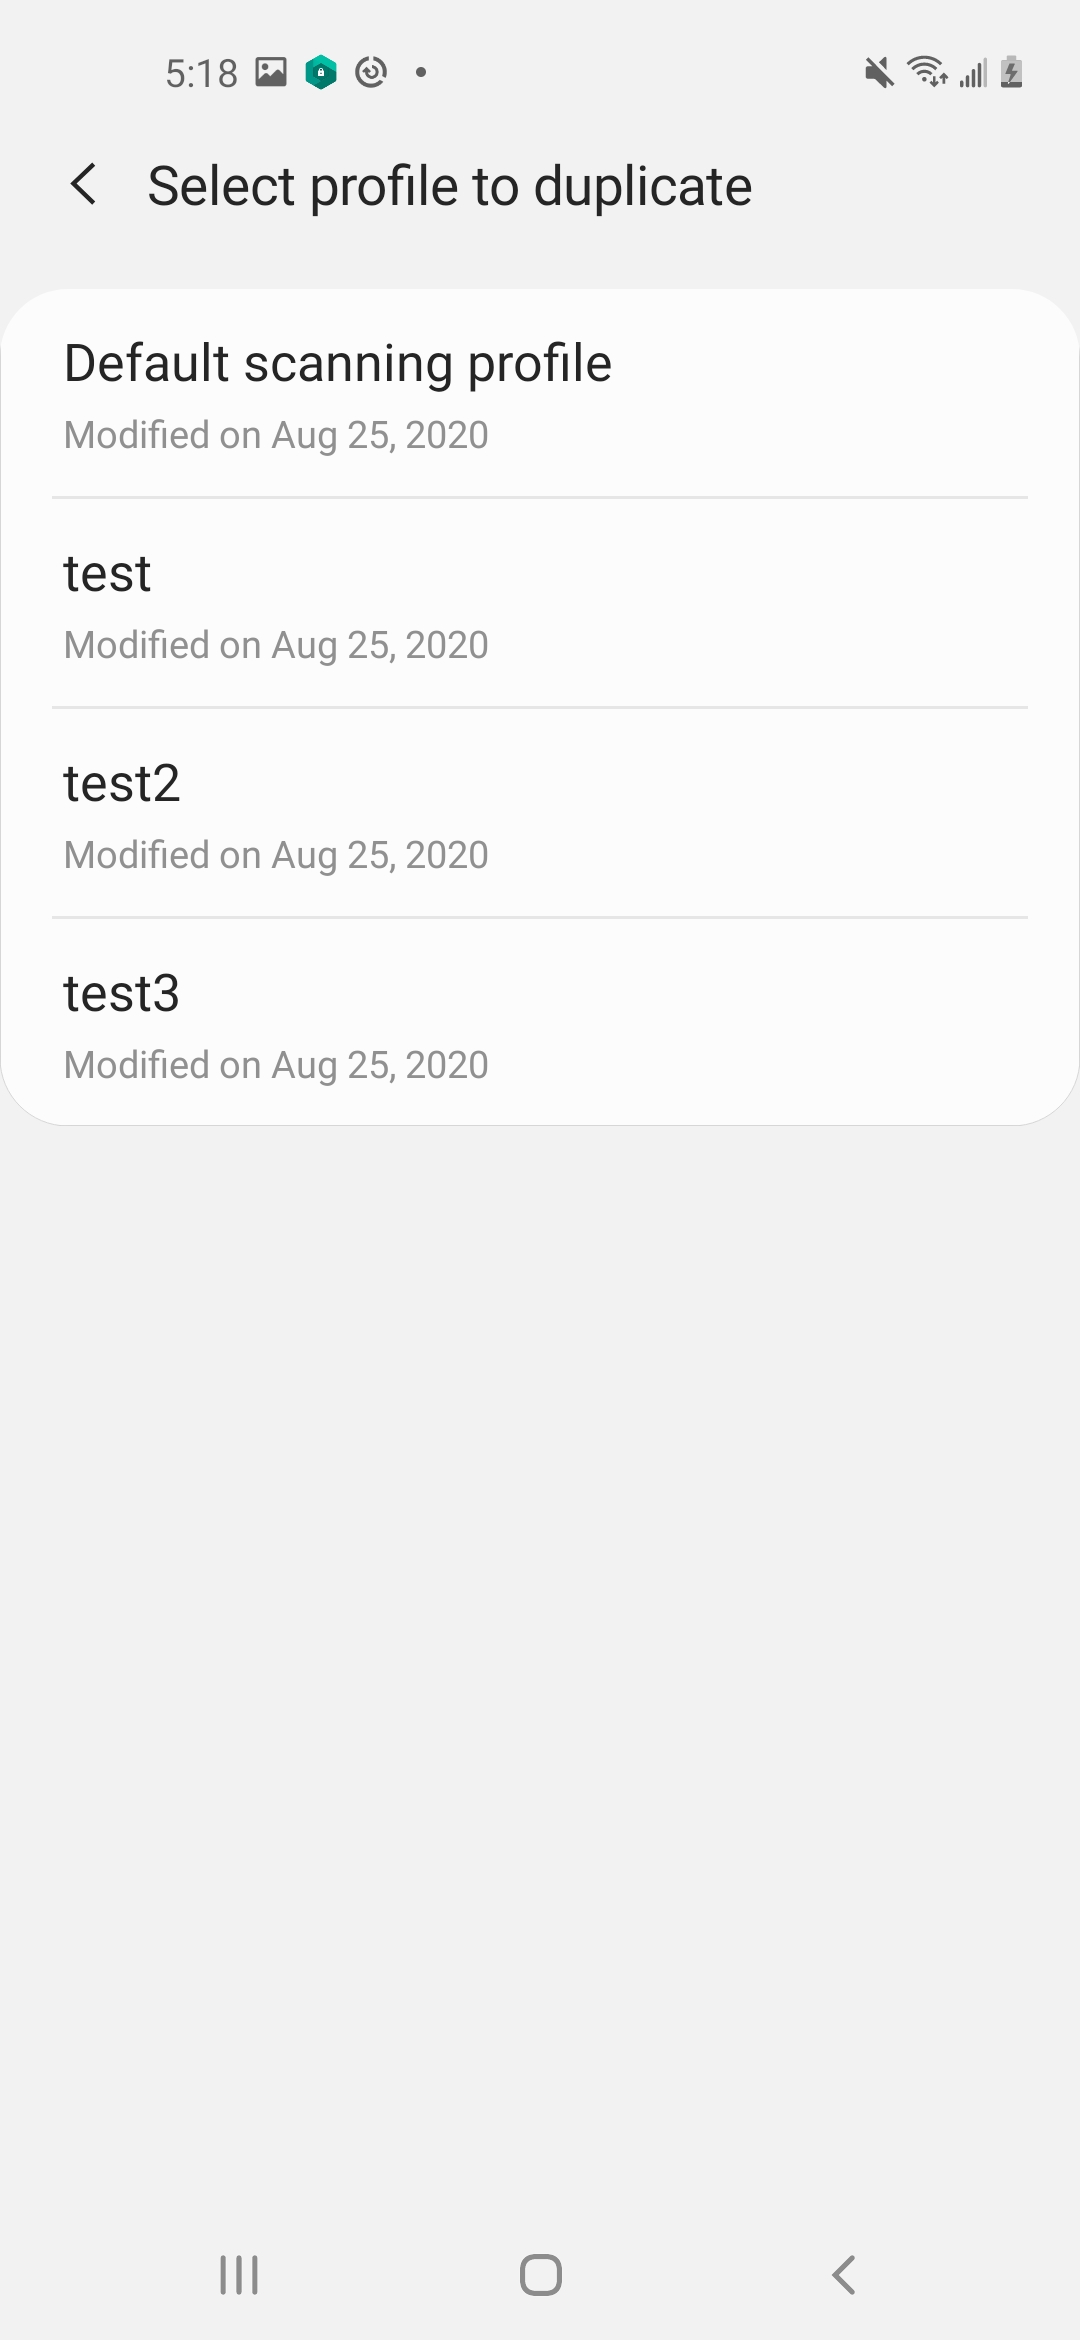 5:18
Select profile to duplicate
Default scanning profile
Modified on Aug 25, 2020
test
Modified on Aug 25, 2020
test2
Modified on Aug 25, 2020
test3
Modified on Aug 25, 2020